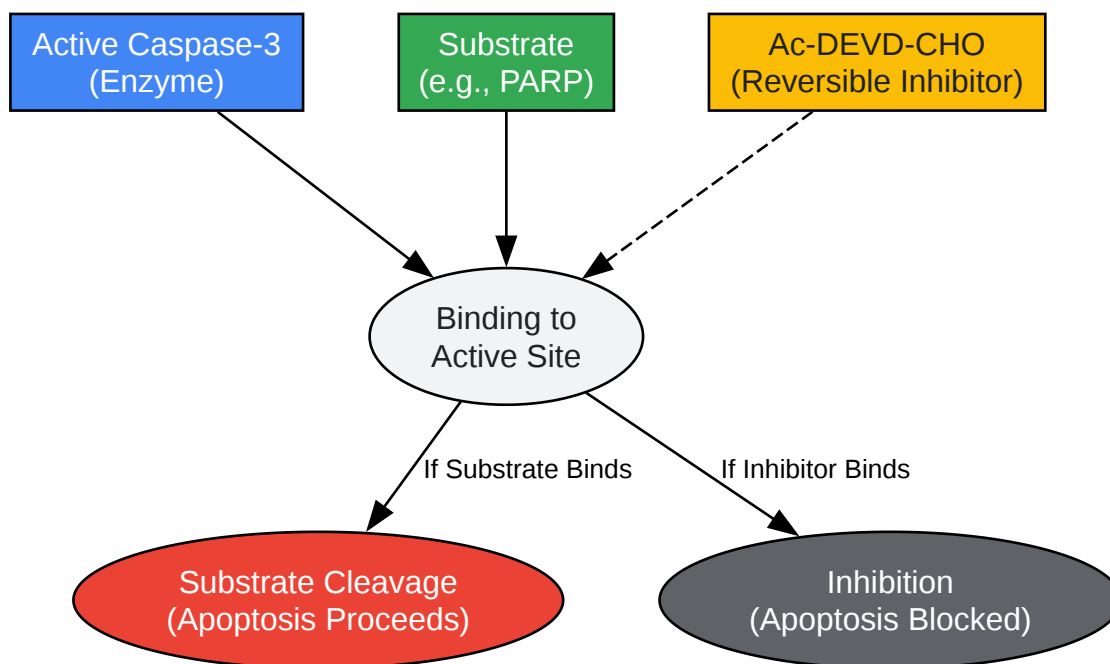 Active Caspase-3
(Enzyme)
Substrate
(e.g., PARP)
Ac-DEVD-CHO
(Reversible Inhibitor)
Binding to
Active Site
If Substrate Binds
If Inhibitor Binds
Substrate Cleavage
(Apoptosis Proceeds)
Inhibition
(Apoptosis Blocked)